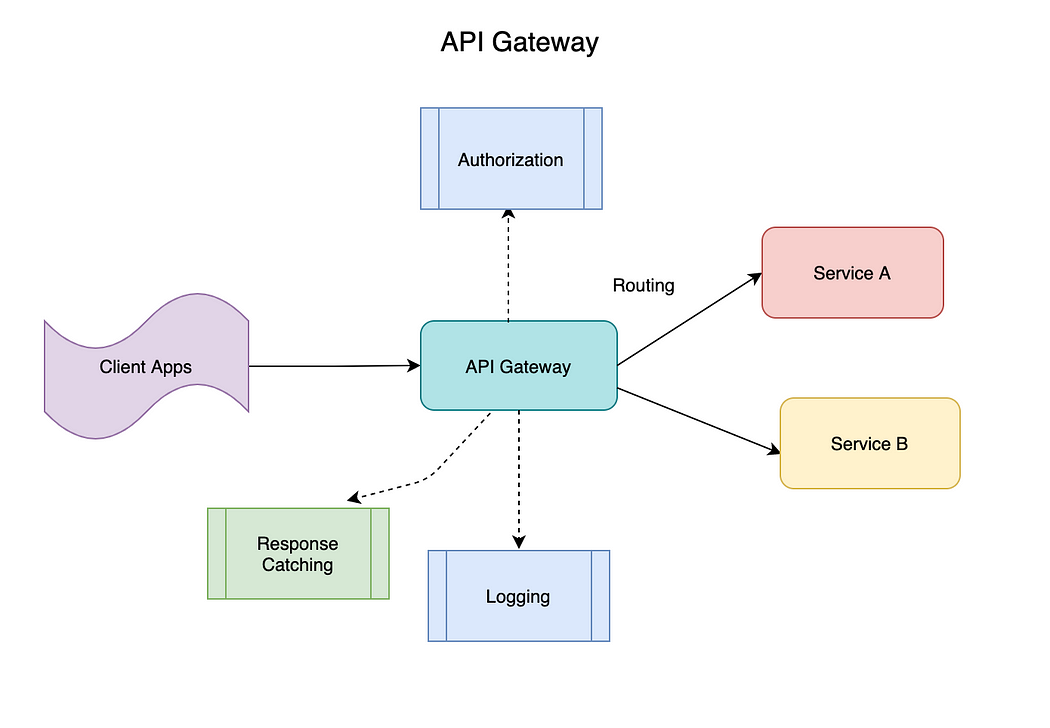 API Gateway
Authorization
Routing
Service A
Client Apps
API Gateway
Service B
Response
Catching
Logging